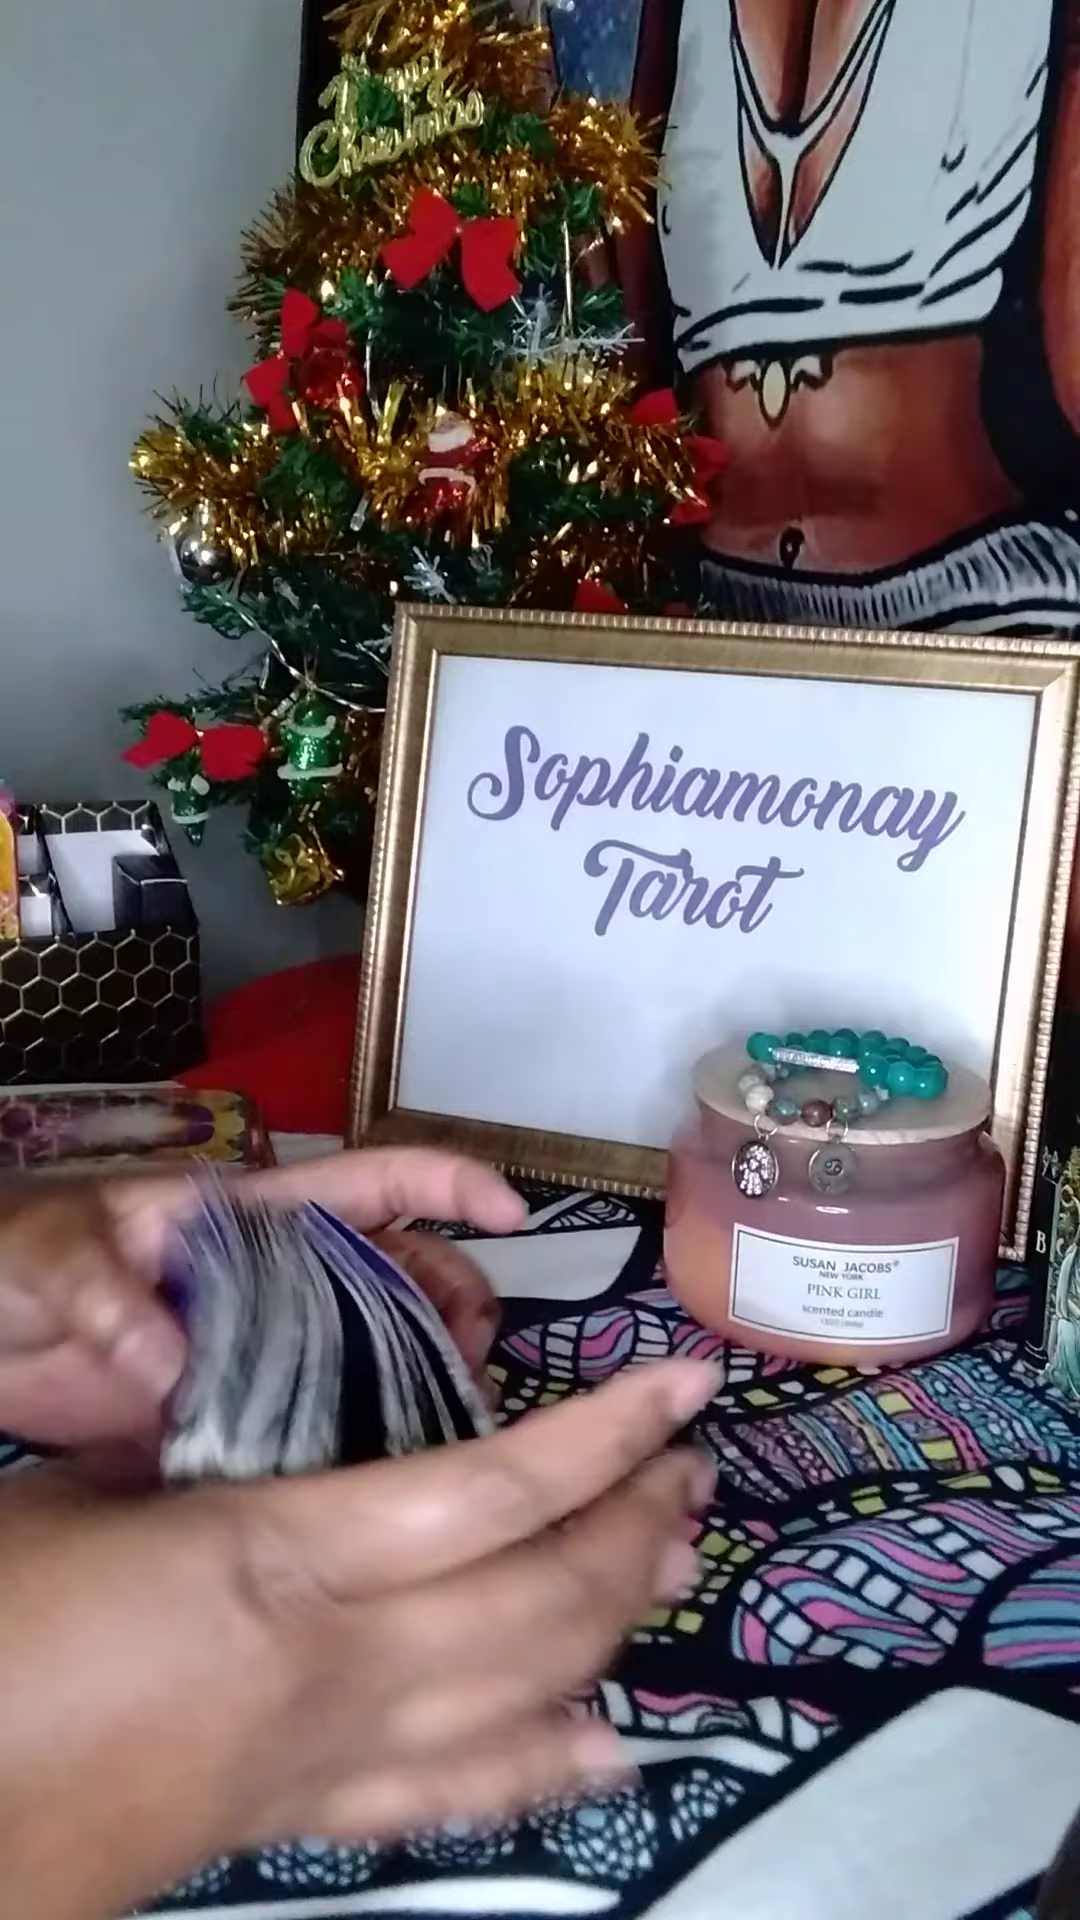 Merry
Christmas
Sophiamonay
Tarot
SUSAN JACOBS®
NEW YORK
PINK GIRL
scented candle
B